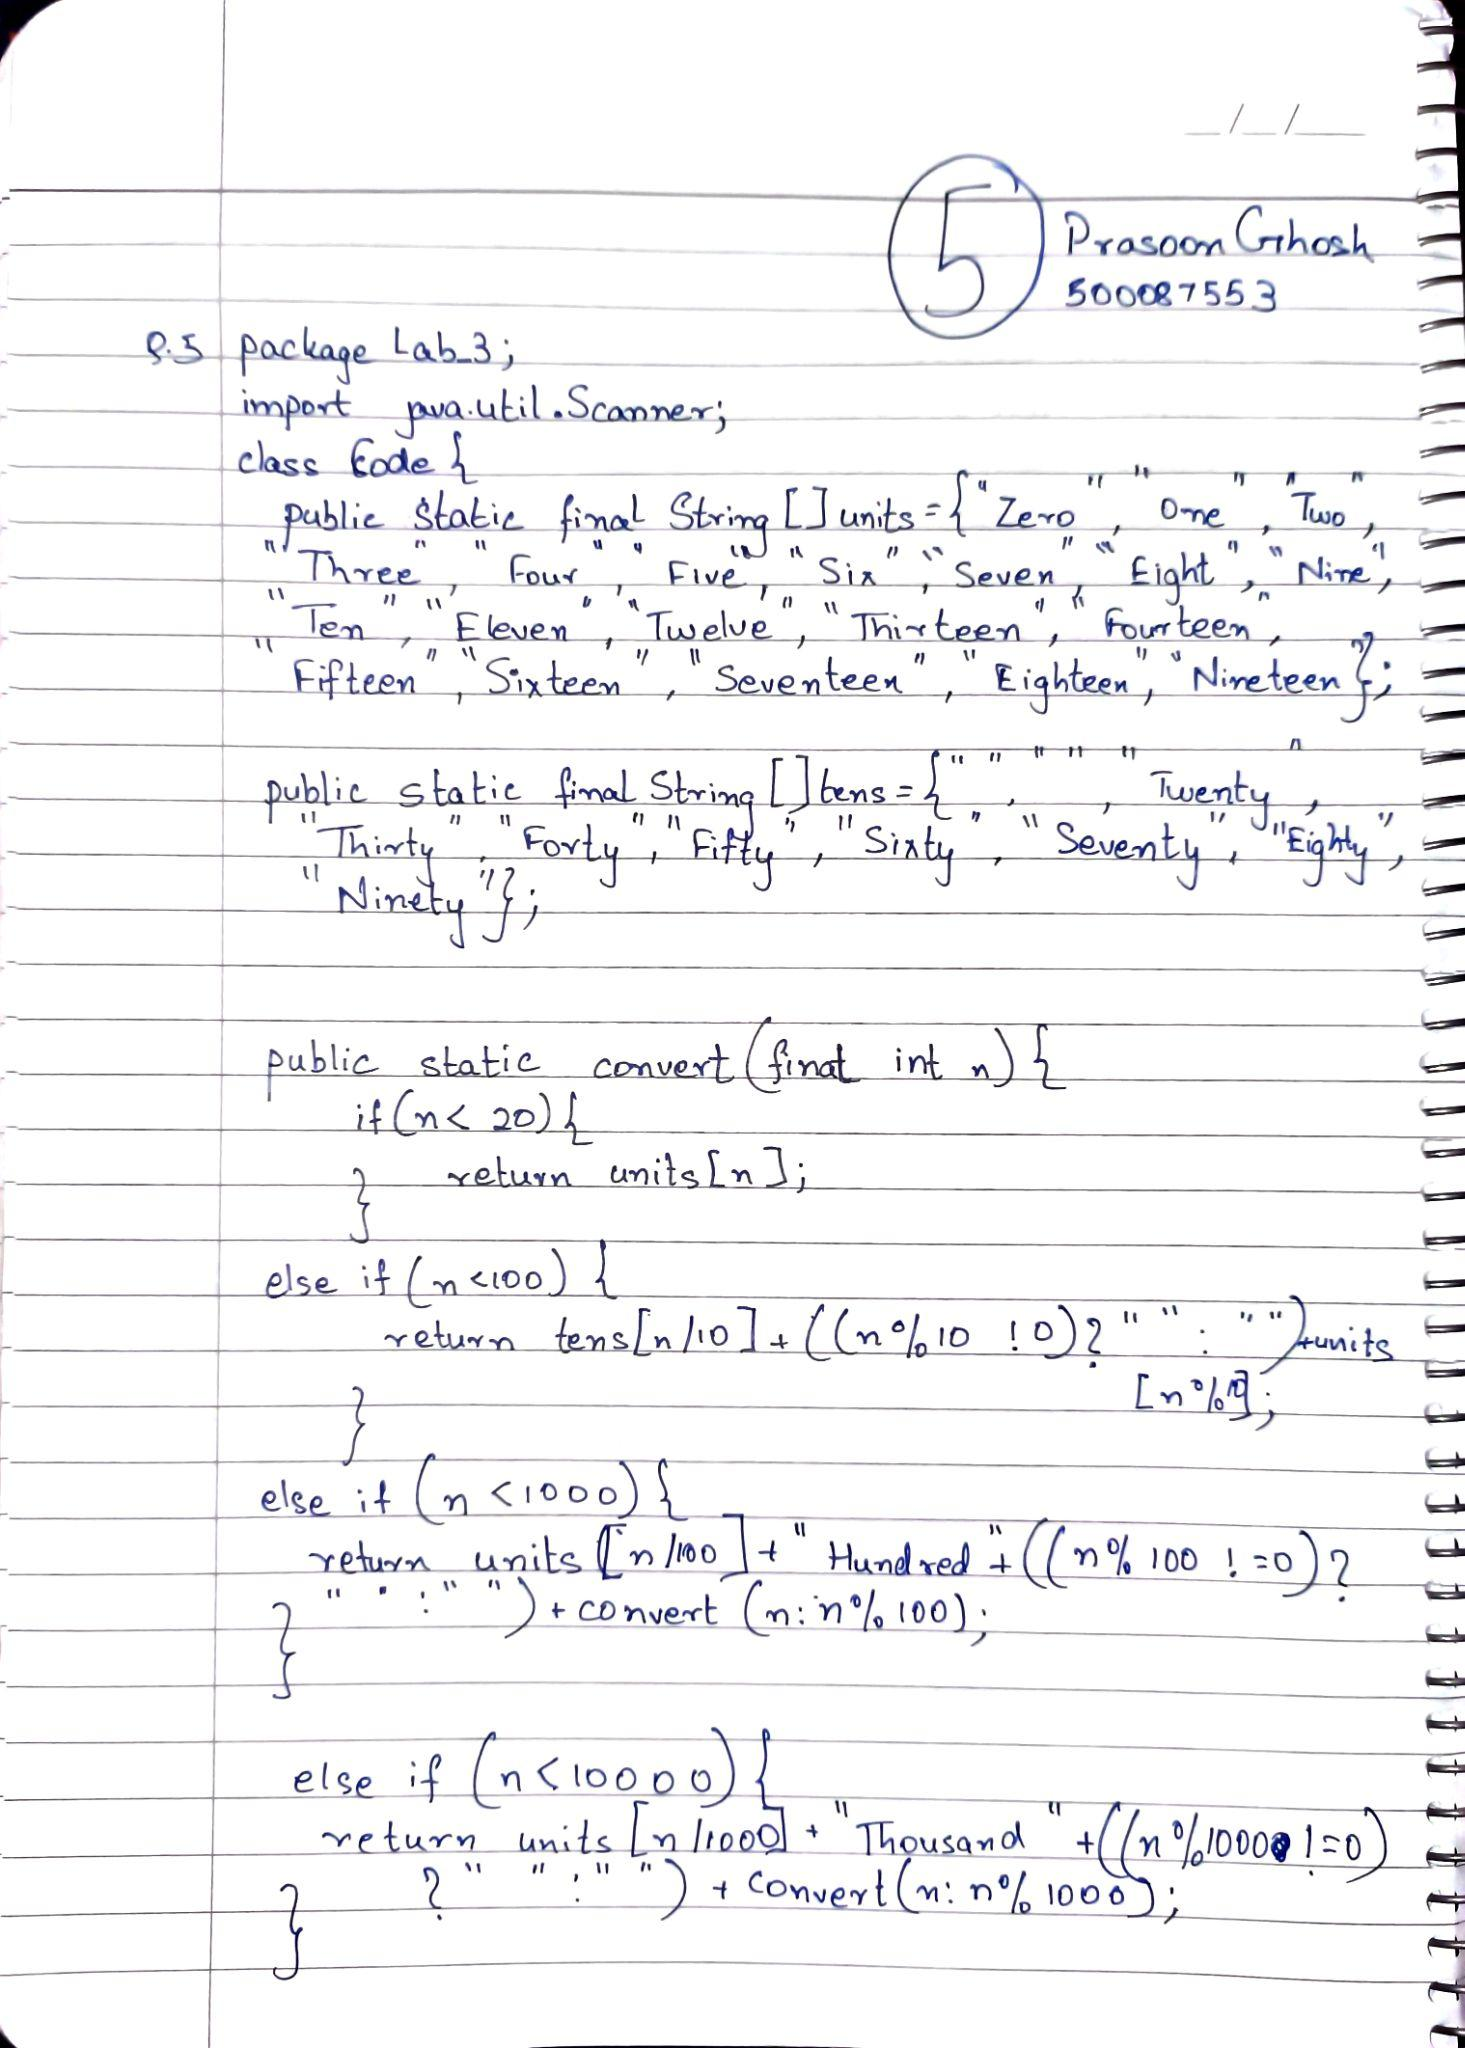 _/_/__
5
Prasoon Ghosh
500087553
Q.5 package Lab_3;
import java.util.Scanner;
class Code {
public static final String [] units = { "Zero", "One", "Two",
"Three", "Four", "Five", "Six", "Seven", "Eight", "Nine",
"Ten", "Eleven", "Twelve", "Thirteen", "Fourteen",
"Fifteen", "Sixteen", "Seventeen", "Eighteen", "Nineteen"};
public static final String [] tens = { "", "", "Twenty",
"Thirty", "Forty", "Fifty", "Sixty", "Seventy", "Eighty",
"Ninety"};
public static convert (final int n) {
if (n < 20) {
return units [n];
}
else if (n <100) {
return tens[n/10] + ((n%10 ! 0) ? " " : "") +units
[n%10];
}
else if (n <1000) {
return units [n/100] + "Hundred" + ((n% 100 ! =0) ?
" " : "") + convert (n: n% 100);
}
else if (n < 10000) {
return units [n/1000] + "Thousand" + ((n%1000 ! =0)
? " " : "") + convert (n: n% 1000);
}